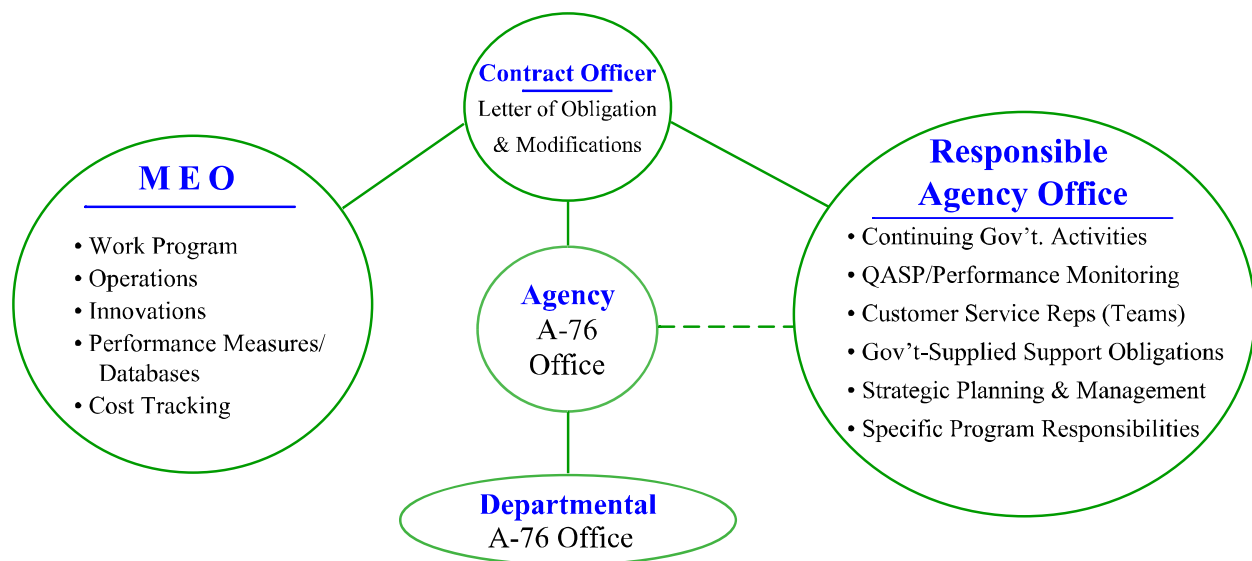 Contract Officer
Letter of Obligation
& Modifications
M E O
• Work Program
• Operations
• Innovations
• Performance Measures/
Databases
• Cost Tracking
Responsible
Agency Office
• Continuing Gov’t. Activities
• QASP/Performance Monitoring
• Customer Service Reps (Teams)
• Gov’t-Supplied Support Obligations
• Strategic Planning & Management
• Specific Program Responsibilities
Agency
A-76
Office
Departmental
A-76 Office